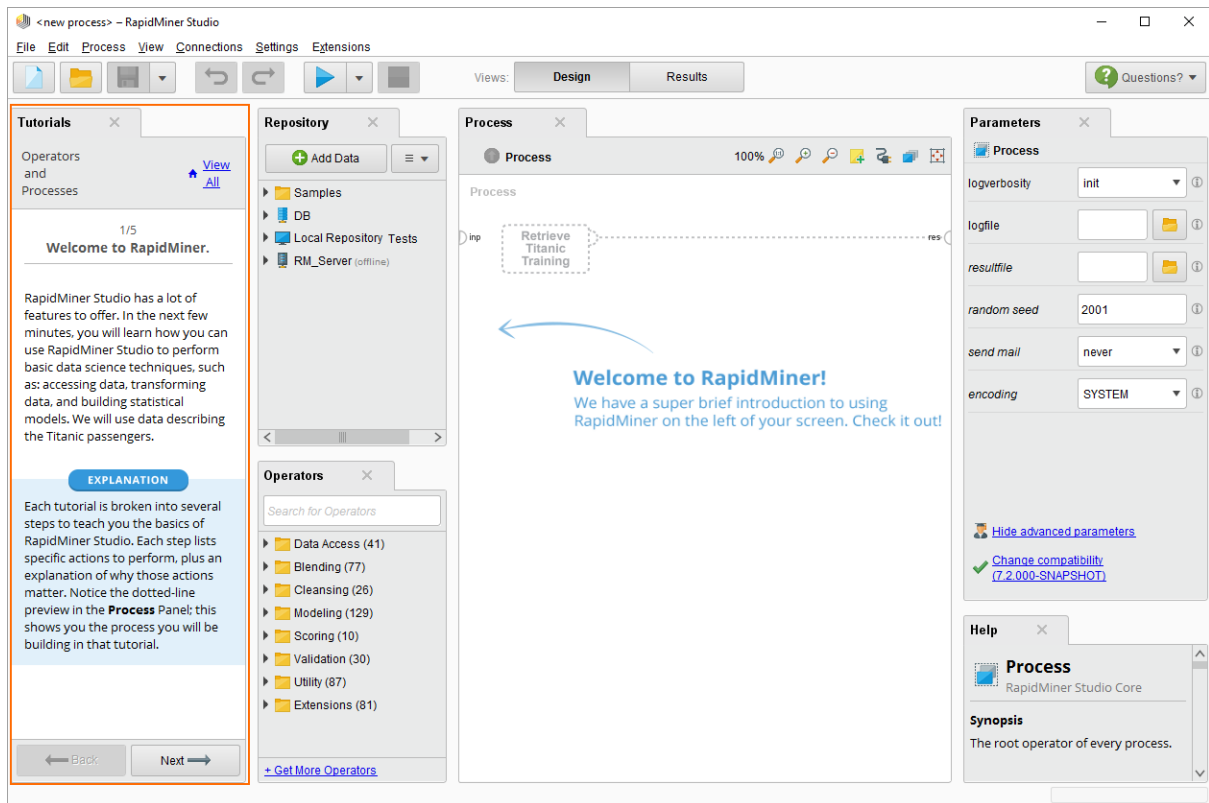 <new process> – RapidMiner Studio
File Edit Process View Connections Settings Extensions
Views: Design Results
Questions?
Tutorials
Operators
and
Processes
View
All
1/5
Welcome to RapidMiner.
RapidMiner Studio has a lot of
features to offer. In the next few
minutes, you will learn how you can
use RapidMiner Studio to perform
basic data science techniques, such
as: accessing data, transforming
data, and building statistical
models. We will use data describing
the Titanic passengers.
EXPLANATION
Each tutorial is broken into several
steps to teach you the basics of
RapidMiner Studio. Each step lists
specific actions to perform, plus an
explanation of why those actions
matter. Notice the dotted-line
preview in the Process Panel; this
shows you the process you will be
building in that tutorial.
Back
Next
Repository
Add Data
Samples
DB
Local Repository Tests
RM_Server (offline)
Operators
Search for Operators
Data Access (41)
Blending (77)
Cleansing (26)
Modeling (129)
Scoring (10)
Validation (30)
Utility (87)
Extensions (81)
+ Get More Operators
Process
Process
100%
Process
inp
Retrieve
Titanic
Training
res
Welcome to RapidMiner!
We have a super brief introduction to using
RapidMiner on the left of your screen. Check it out!
Parameters
Process
logverbosity init
logfile
resultfile
random seed 2001
send mail never
encoding SYSTEM
Hide advanced parameters
Change compatibility
(7.2.000-SNAPSHOT)
Help
Process
RapidMiner Studio Core
Synopsis
The root operator of every process.